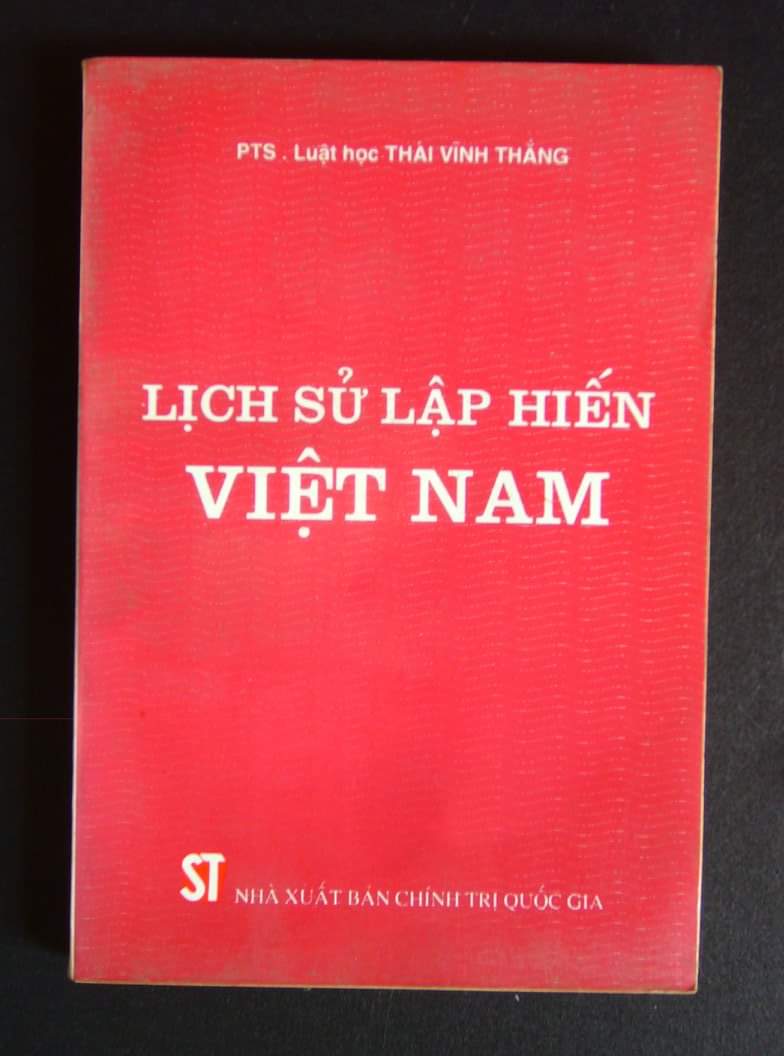 PTS . Luật học THÁI VĨNH THẮNG
LỊCH SỬ LẬP HIẾN
VIỆT NAM
ST NHÀ XUẤT BẢN CHÍNH TRỊ QUỐC GIA